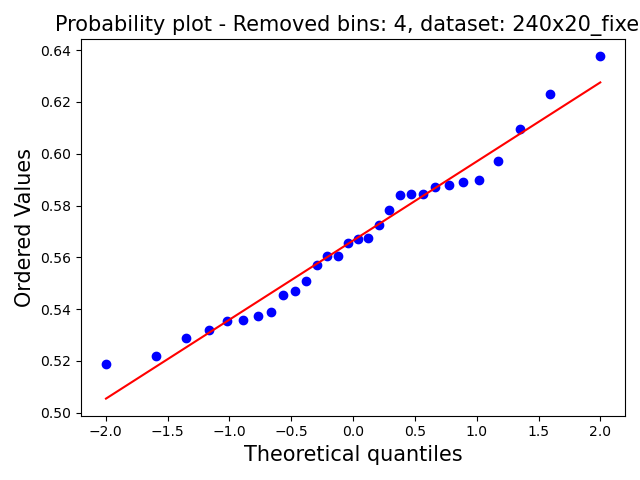 Probability plot - Removed bins: 4, dataset: 240x20_fixe
Ordered Values
0.64
0.62
0.60
0.58
0.56
0.54
0.52
0.50
−2.0 −1.5 −1.0 −0.5 0.0 0.5 1.0 1.5 2.0
Theoretical quantiles